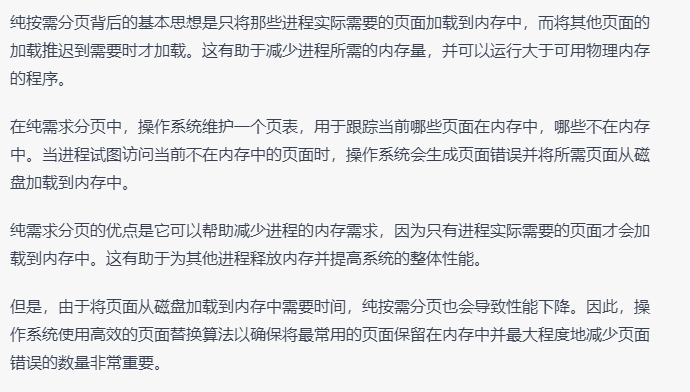 纯按需分页背后的基本思想是只将那些进程实际需要的页面加载到内存中，而将其他页面的
加载推迟到需要时才加载。这有助于减少进程所需的内存量，并可以运行大于可用物理内存
的程序。
在纯需求分页中，操作系统维护一个页表，用于跟踪当前哪些页面在内存中，哪些不在内存
中。当进程试图访问当前不在内存中的页面时，操作系统会生成页面错误并将所需页面从磁
盘加载到内存中。
纯需求分页的优点是它可以帮助减少进程的内存需求，因为只有进程实际需要的页面才会加
载到内存中。这有助于为其他进程释放内存并提高系统的整体性能。
但是，由于将页面从磁盘加载到内存中需要时间，纯按需分页也会导致性能下降。因此，操
作系统使用高效的页面替换算法以确保将最常用的页面保留在内存中并最大程度地减少页面
错误的数量非常重要。